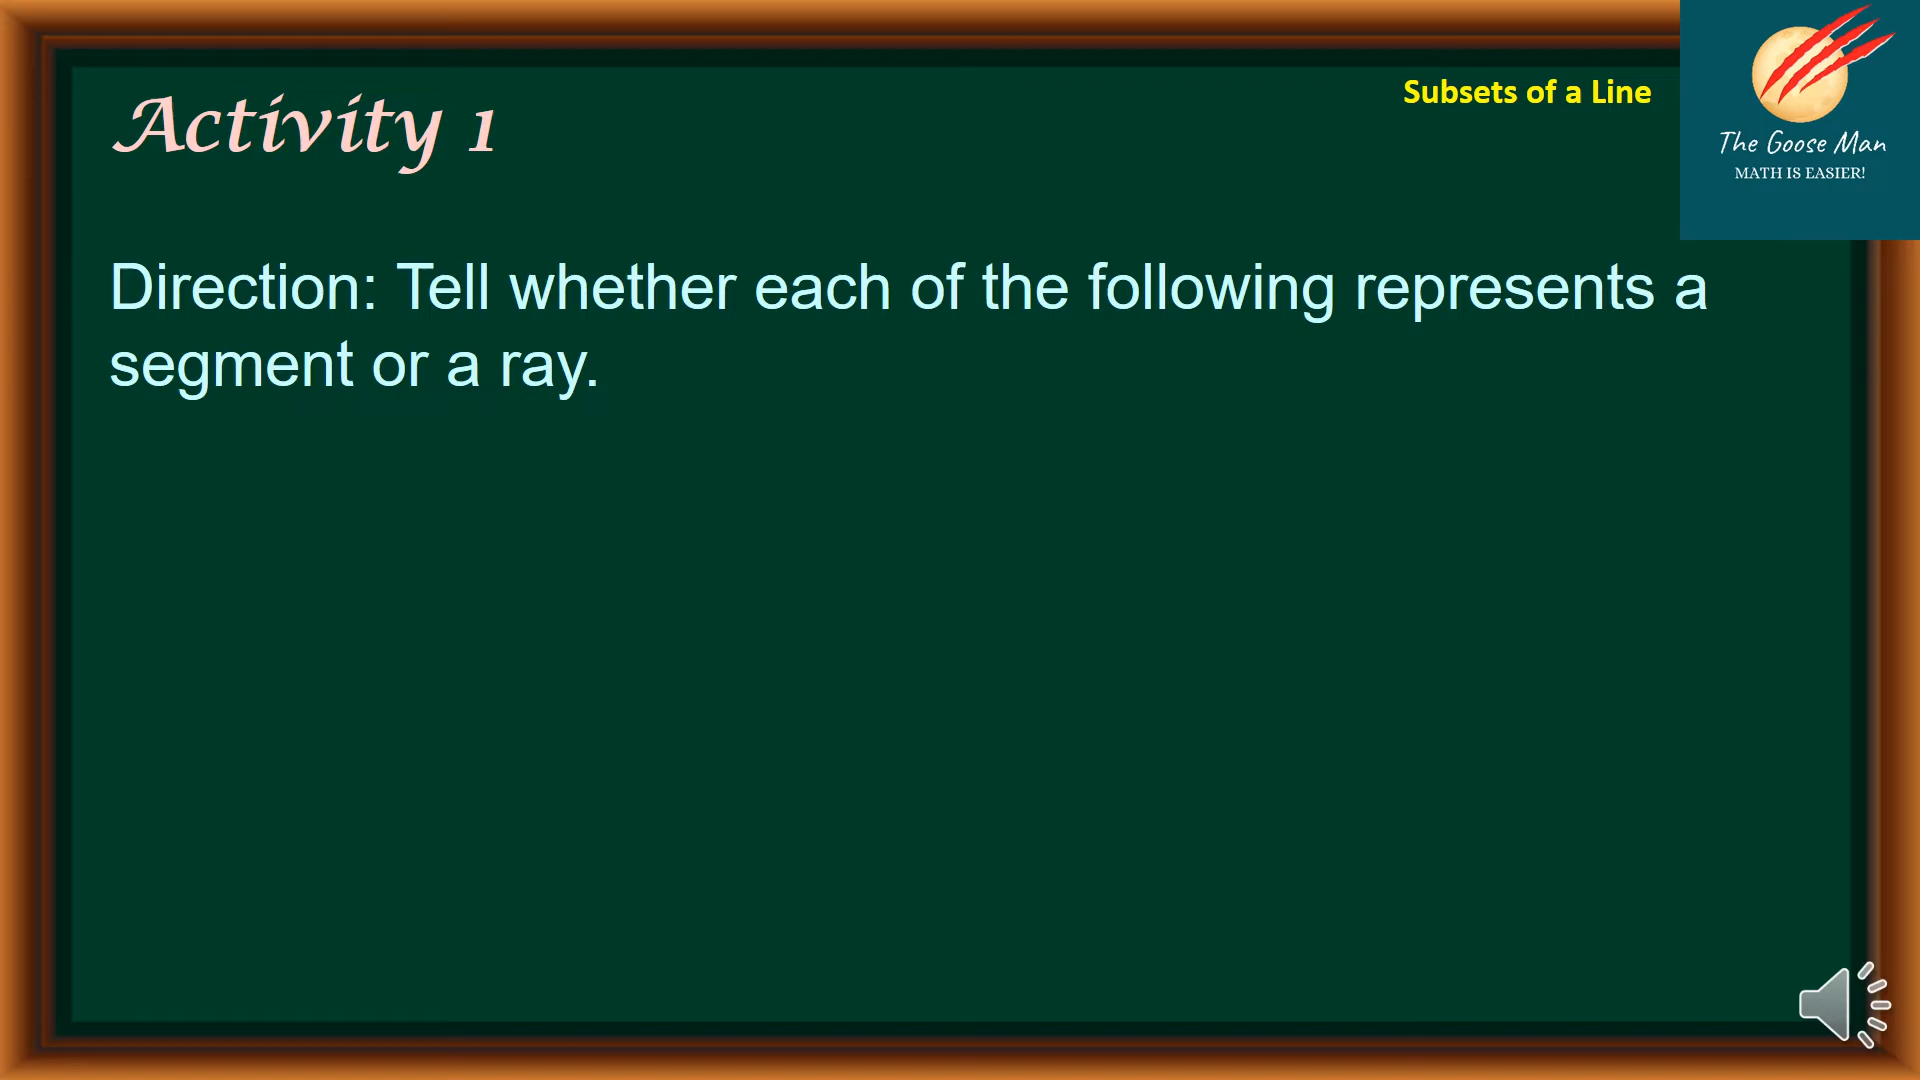 Activity 1
Subsets of a Line
The Goose Man
MATH IS EASIER!
Direction: Tell whether each of the following represents a
segment or a ray.